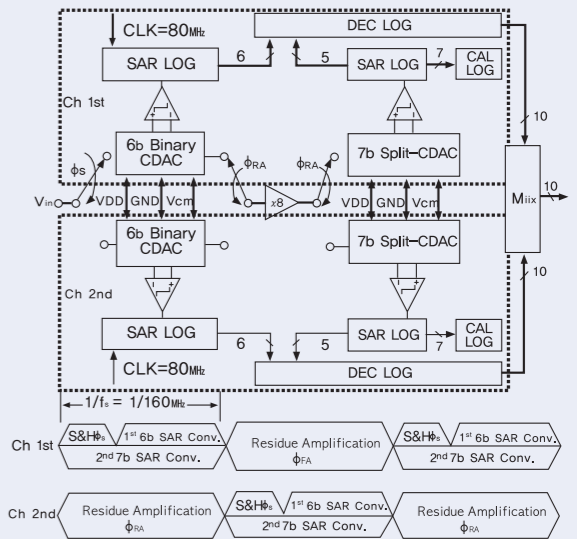 CLK=80MHz
DEC LOG
SAR LOG
6
5
SAR LOG
7
CAL LOG
Ch 1st
10
6b Binary CDAC
7b Split-CDAC
ϕs
ϕRA
ϕRA
Vin
VDD GND Vcm
x8
VDD GND Vcm
Miix
10
6b Binary CDAC
7b Split-CDAC
10
Ch 2nd
SAR LOG
SAR LOG
7
CAL LOG
6
5
CLK=80MHz
DEC LOG
1/fs = 1/160MHz
Ch 1st
S&Hϕs
1st 6b SAR Conv.
2nd 7b SAR Conv.
Residue Amplification
ϕFA
S&Hϕs
1st 6b SAR Conv.
2nd 7b SAR Conv.
Ch 2nd
Residue Amplification
ϕRA
S&Hϕs
1st 6b SAR Conv.
2nd 7b SAR Conv.
Residue Amplification
ϕRA